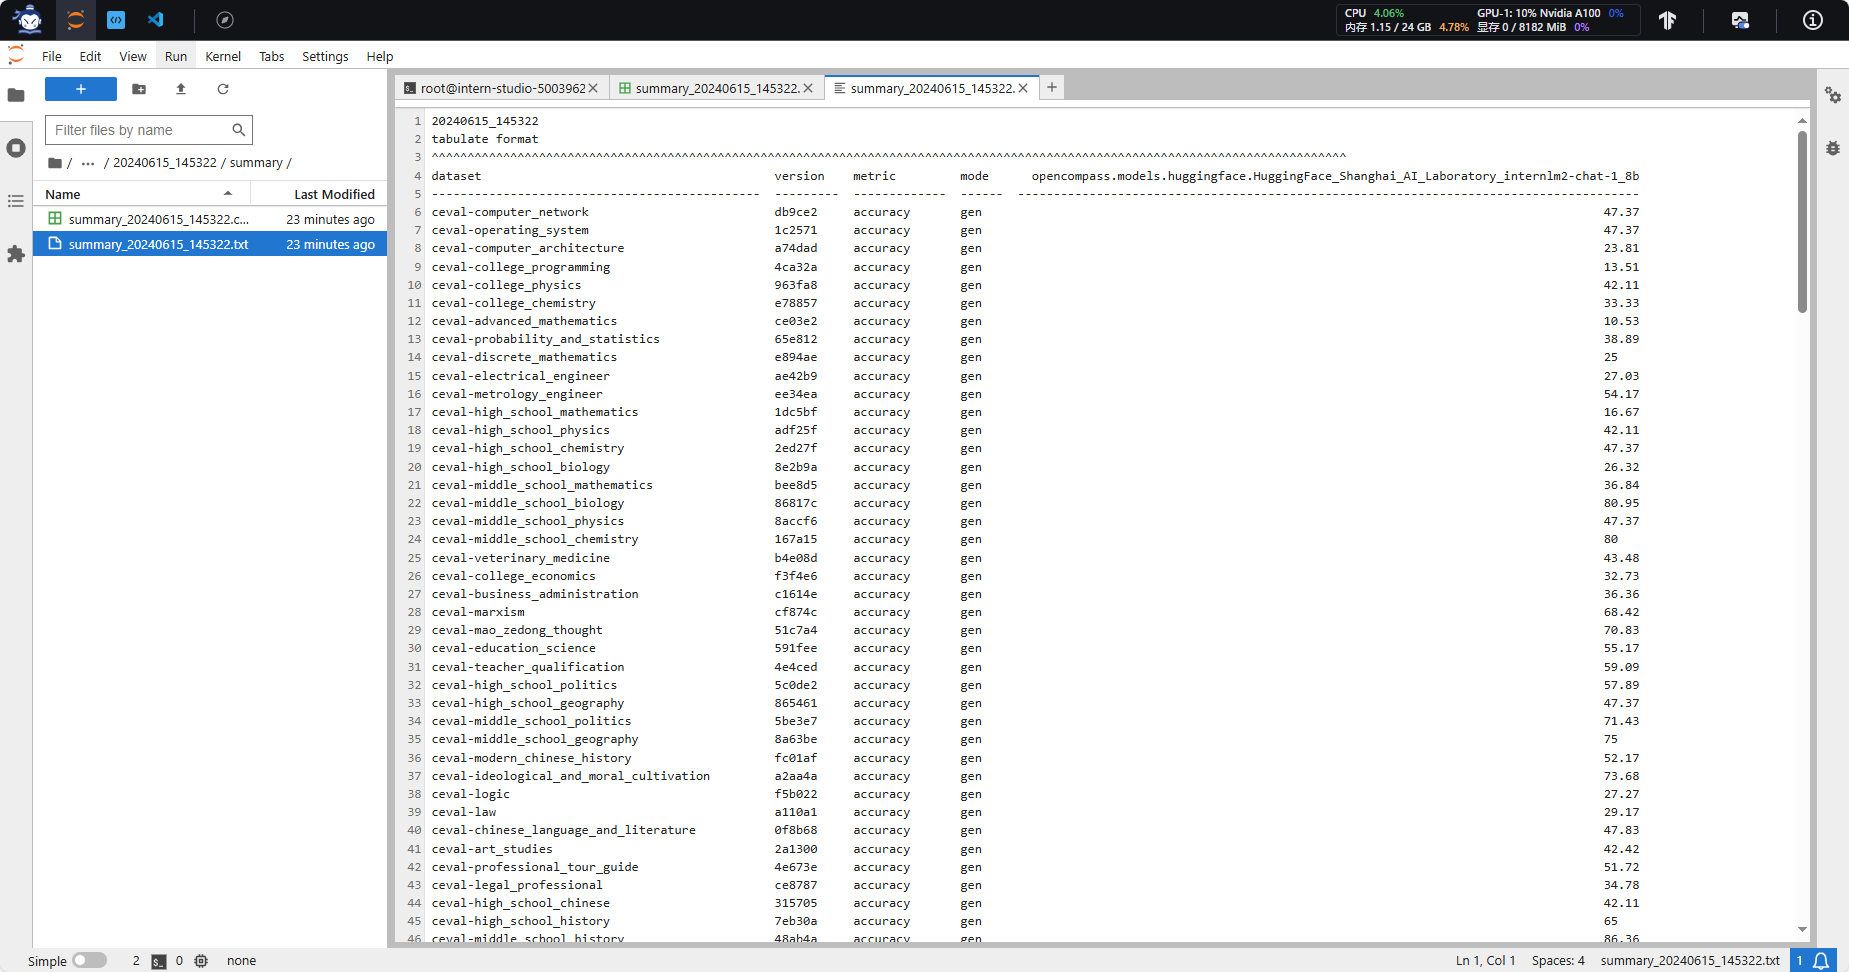 CPU 4.06% GPU-1: 10% Nvidia A100 0%
内存 1.15 / 24 GB 4.78% 显存 0 / 8182 MiB 0%
File Edit View Run Kernel Tabs Settings Help
+
Filter files by name
/ ··· / 20240615_145322 / summary /
Name Last Modified
summary_20240615_145322.c... 23 minutes ago
summary_20240615_145322.txt 23 minutes ago
root@intern-studio-5003962 summary_20240615_145322. summary_20240615_145322. +
1 20240615_145322
2 tabulate format
3 ^^^^^^^^^^^^^^^^^^^^^^^^^^^^^^^^^^^^^^^^^^^^^^^^^^^^^^^^^^^^^^^^^^^^^^^^^^^^^^^^^^^^^^^^^^^^^^^^^^^^^^^^^^^^^^^^^^^^^^^^^^^^^^^^
4 dataset version metric mode opencompass.models.huggingface.HuggingFace_Shanghai_AI_Laboratory_internlm2-chat-1_8b
5 ---------------------------------------------- --------- ------------- ------ ---------------------------------------------------------------------------------------
6 ceval-computer_network db9ce2 accuracy gen 47.37
7 ceval-operating_system 1c2571 accuracy gen 47.37
8 ceval-computer_architecture a74dad accuracy gen 23.81
9 ceval-college_programming 4ca32a accuracy gen 13.51
10 ceval-college_physics 963fa8 accuracy gen 42.11
11 ceval-college_chemistry e78857 accuracy gen 33.33
12 ceval-advanced_mathematics ce03e2 accuracy gen 10.53
13 ceval-probability_and_statistics 65e812 accuracy gen 38.89
14 ceval-discrete_mathematics e894ae accuracy gen 25
15 ceval-electrical_engineer ae42b9 accuracy gen 27.03
16 ceval-metrology_engineer ee34ea accuracy gen 54.17
17 ceval-high_school_mathematics 1dc5bf accuracy gen 16.67
18 ceval-high_school_physics adf25f accuracy gen 42.11
19 ceval-high_school_chemistry 2ed27f accuracy gen 47.37
20 ceval-high_school_biology 8e2b9a accuracy gen 26.32
21 ceval-middle_school_mathematics bee8d5 accuracy gen 36.84
22 ceval-middle_school_biology 86817c accuracy gen 80.95
23 ceval-middle_school_physics 8accf6 accuracy gen 47.37
24 ceval-middle_school_chemistry 167a15 accuracy gen 80
25 ceval-veterinary_medicine b4e08d accuracy gen 43.48
26 ceval-college_economics f3f4e6 accuracy gen 32.73
27 ceval-business_administration c1614e accuracy gen 36.36
28 ceval-marxism cf874c accuracy gen 68.42
29 ceval-mao_zedong_thought 51c7a4 accuracy gen 70.83
30 ceval-education_science 591fee accuracy gen 55.17
31 ceval-teacher_qualification 4e4ced accuracy gen 59.09
32 ceval-high_school_politics 5c0de2 accuracy gen 57.89
33 ceval-high_school_geography 865461 accuracy gen 47.37
34 ceval-middle_school_politics 5be3e7 accuracy gen 71.43
35 ceval-middle_school_geography 8a63be accuracy gen 75
36 ceval-modern_chinese_history fc01af accuracy gen 52.17
37 ceval-ideological_and_moral_cultivation a2aa4a accuracy gen 73.68
38 ceval-logic f5b022 accuracy gen 27.27
39 ceval-law a110a1 accuracy gen 29.17
40 ceval-chinese_language_and_literature 0f8b68 accuracy gen 47.83
41 ceval-art_studies 2a1300 accuracy gen 42.42
42 ceval-professional_tour_guide 4e673e accuracy gen 51.72
43 ceval-legal_professional ce8787 accuracy gen 34.78
44 ceval-high_school_chinese 315705 accuracy gen 42.11
45 ceval-high_school_history 7eb30a accuracy gen 65
46 ceval-middle_school_history 48ab4a accuracy gen 86.36
Simple 2 0 none Ln 1, Col 1 Spaces: 4 summary_20240615_145322.txt 1